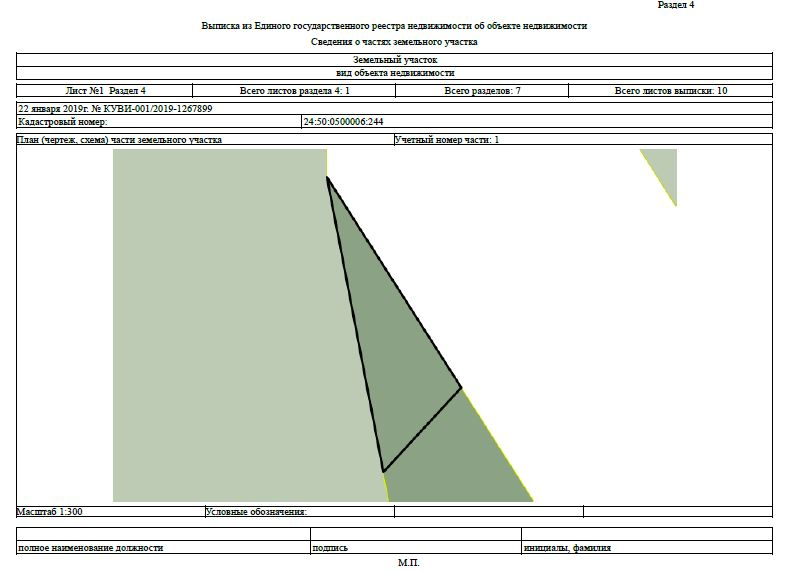 Раздел 4
Выписка из Единого государственного реестра недвижимости об объекте недвижимости
Сведения о частях земельного участка
Земельный участок
вид объекта недвижимости
Лист №1 Раздел 4 Всего листов раздела 4: 1 Всего разделов: 7 Всего листов выписки: 10
22 января 2019г. № КУВИ-001/2019-1267899
Кадастровый номер: 24:50:0500006:244
План (чертеж, схема) части земельного участка Учетный номер части: 1
Масштаб 1:300 Условные обозначения:
полное наименование должности подпись инициалы, фамилия
М.П.